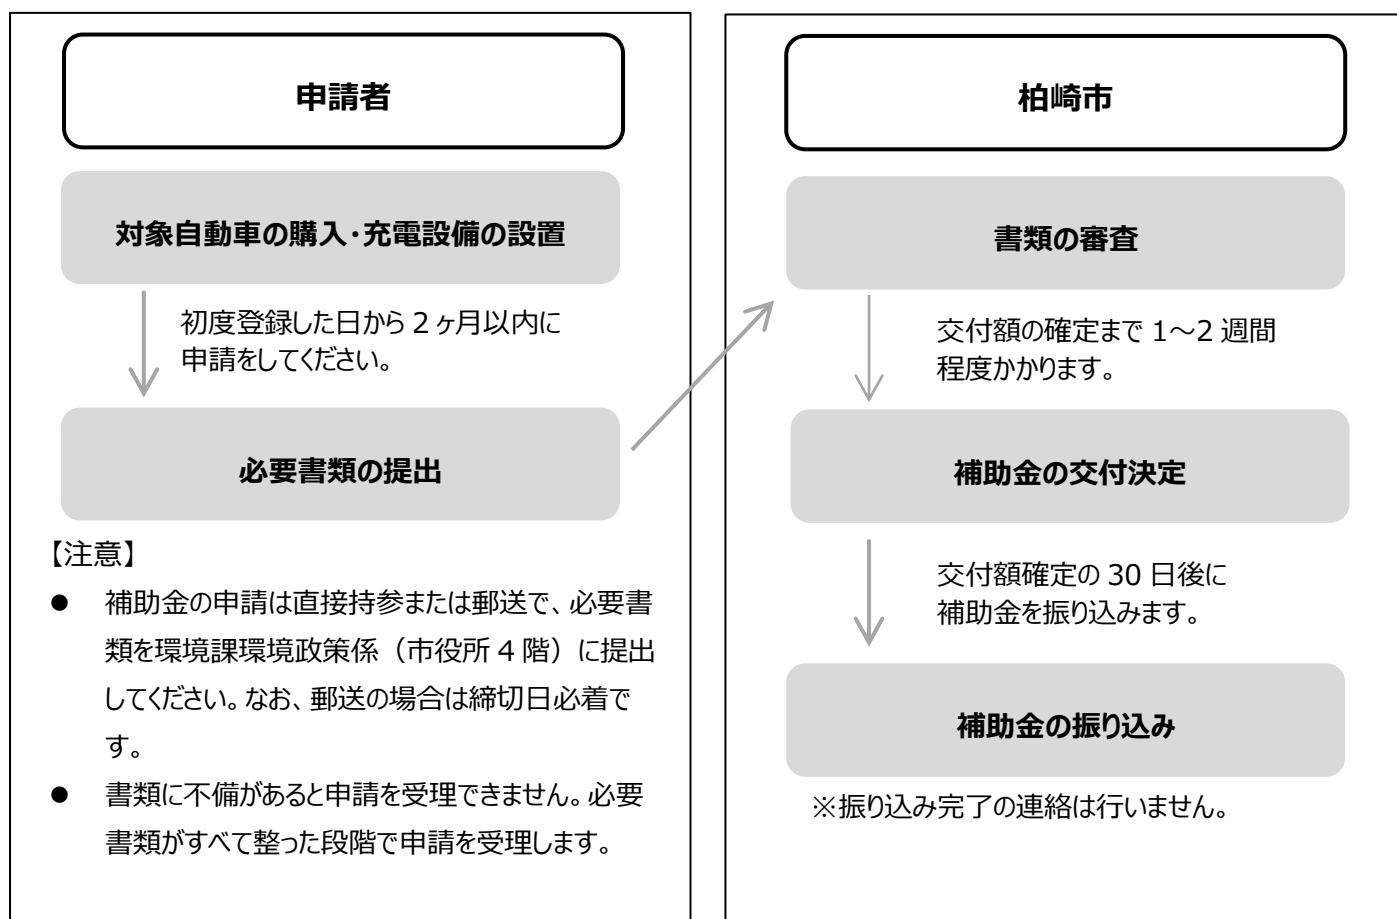 申請者
対象自動車の購入・充電設備の設置
初度登録した日から 2 ヶ月以内に
申請をしてください。
必要書類の提出
【注意】
● 補助金の申請は直接持参または郵送で、必要書
類を環境課環境政策係（市役所 4 階）に提出
してください。なお、郵送の場合は締切日必着で
す。
● 書類に不備があると申請を受理できません。必要
書類がすべて整った段階で申請を受理します。
柏崎市
書類の審査
交付額の確定まで 1～2 週間
程度かかります。
補助金の交付決定
交付額確定の 30 日後に
補助金を振り込みます。
補助金の振り込み
※振り込み完了の連絡は行いません。